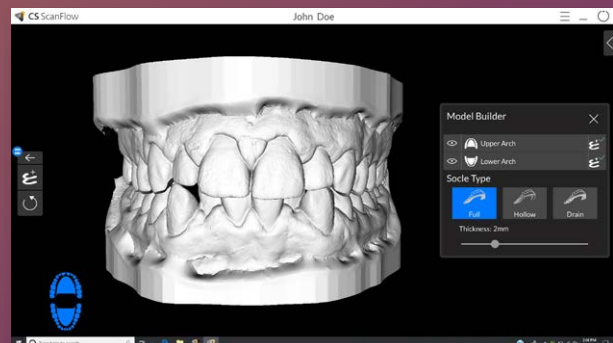 CS ScanFlow
John Doe
Model Builder
Upper Arch
Lower Arch
Socle Type
Full
Hollow
Drain
Thickness: 2mm